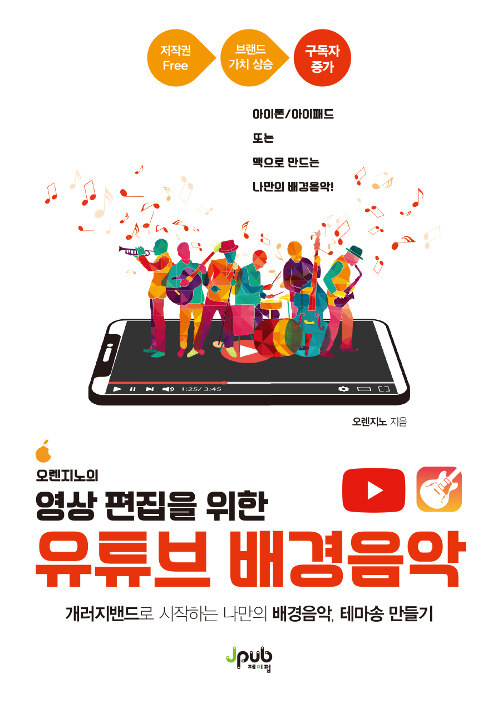 저작권
Free
브랜드
가치 상승
구독자
증가
아이폰/아이패드
또는
맥으로 만드는
나만의 배경음악!
1:25/ 3:45
오렌지노 지음
오렌지노의
영상 편집을 위한
유튜브 배경음악
개러지밴드로 시작하는 나만의 배경음악, 테마송 만들기
Jpub
제이펍